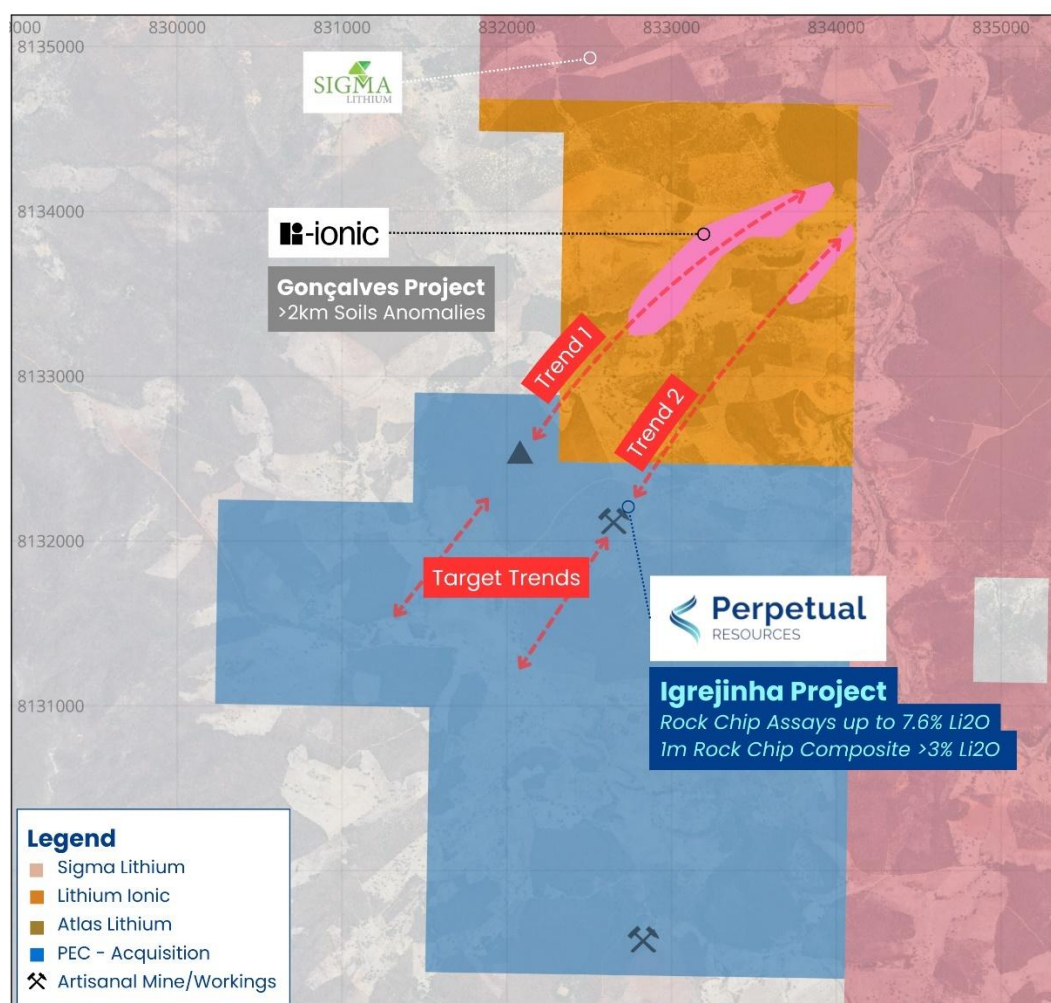 0000
830000
831000
832000
833000
834000
835000
8135000
SIGMA
LITHIUM
8134000
-ionic
Gonçalves Project
>2km Soils Anomalies
Trend 1
8133000
Trend 2
8132000
Target Trends
Perpetual
RESOURCES
8131000
Igrejinha Project
Rock Chip Assays up to 7.6% Li2O
1m Rock Chip Composite >3% Li2O
Legend
Sigma Lithium
Lithium Ionic
Atlas Lithium
PEC - Acquisition
Artisanal Mine/Workings